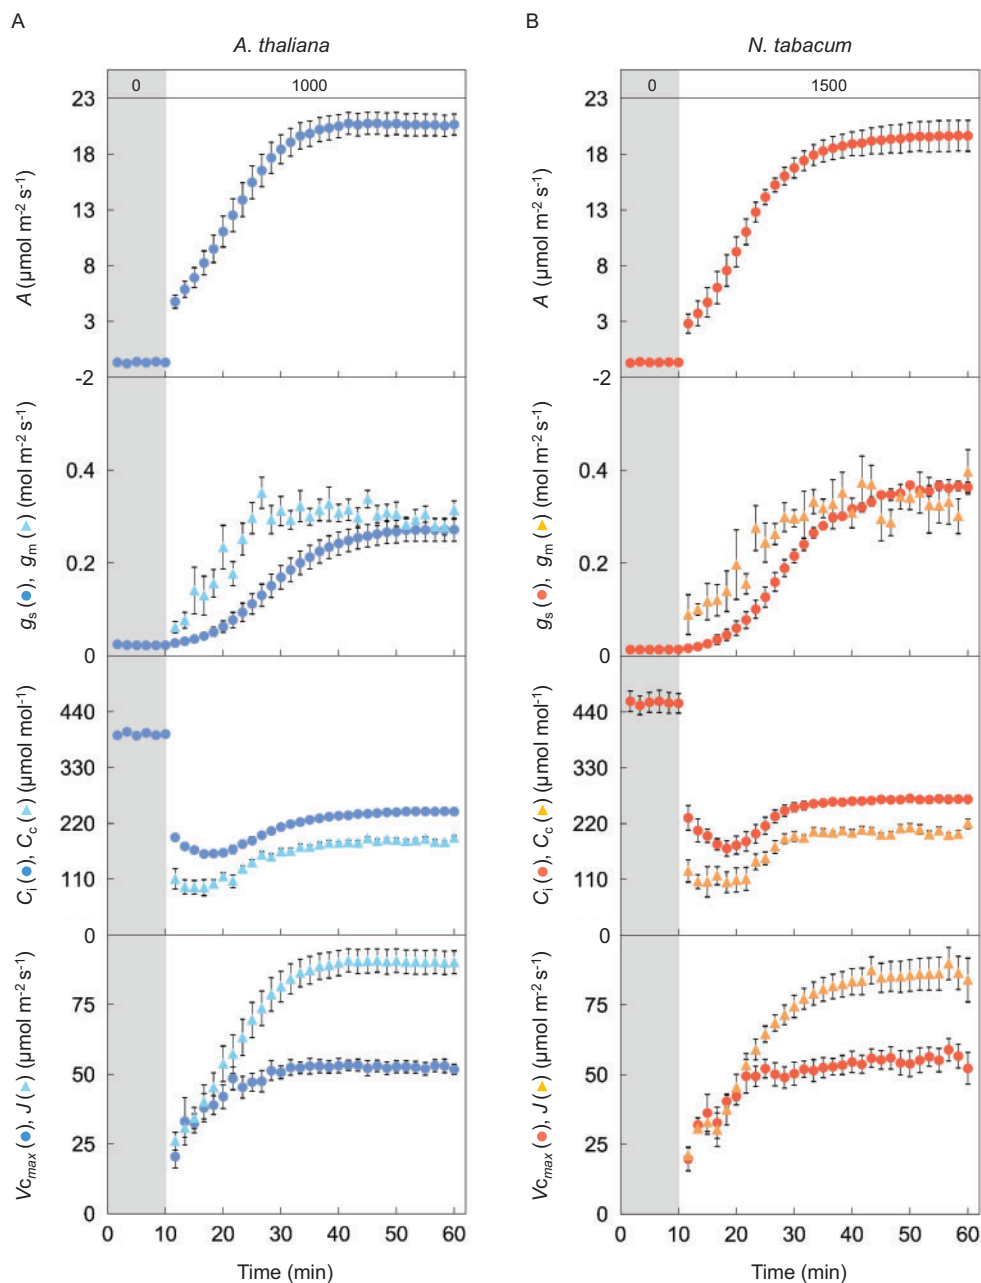 A
B
A. thaliana
N. tabacum
0
1000
0
1500
23
18
13
8
3
-2
A (µmol m⁻² s⁻¹)
23
18
13
8
3
-2
A (µmol m⁻² s⁻¹)
0.4
0.2
0
gₛ (●), gₘ (▲) (mol m⁻² s⁻¹)
0.4
0.2
0
gₛ (●), gₘ (▲) (mol m⁻² s⁻¹)
440
330
220
110
0
Cᵢ (●), C_c (▲) (µmol mol⁻¹)
440
330
220
110
0
Cᵢ (●), C_c (▲) (µmol mol⁻¹)
75
50
25
0
Vc_max (●), J (▲) (µmol m⁻² s⁻¹)
75
50
25
0
Vc_max (●), J (▲) (µmol m⁻² s⁻¹)
0 10 20 30 40 50 60
0 10 20 30 40 50 60
Time (min)
Time (min)